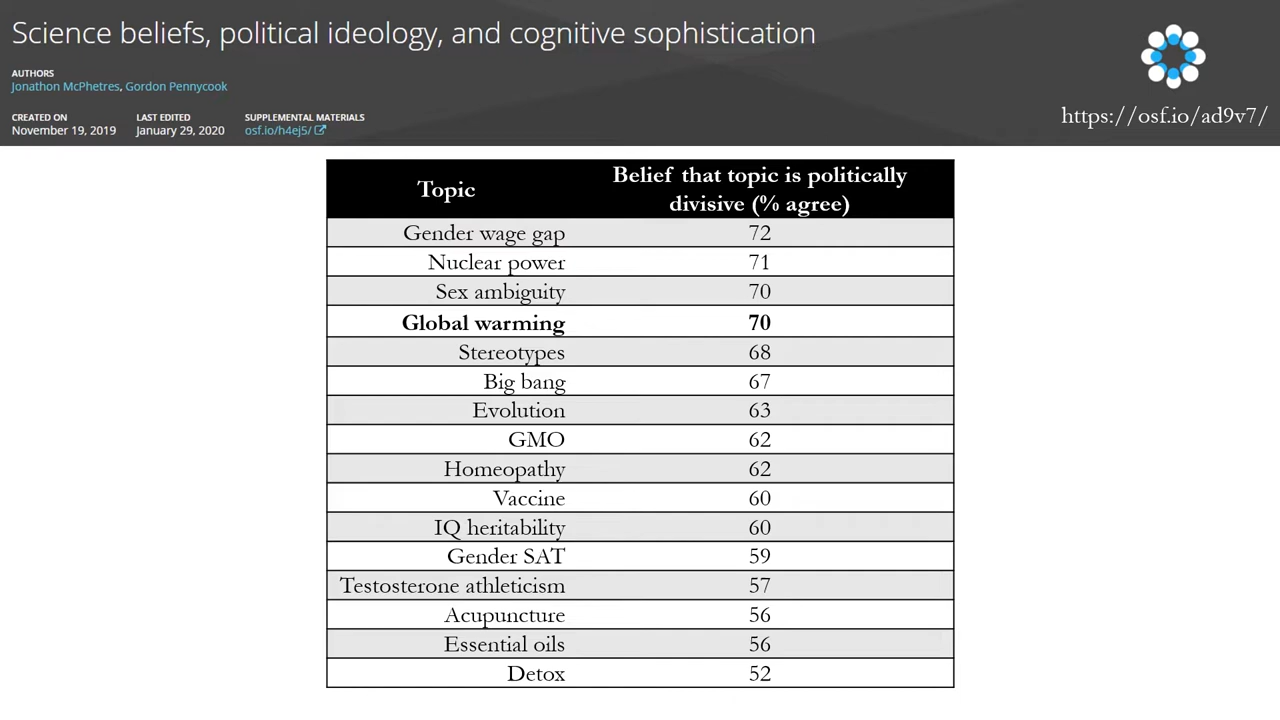 Science beliefs, political ideology, and cognitive sophistication
AUTHORS
Jonathon McPhetres, Gordon Pennycook
CREATED ON LAST EDITED SUPPLEMENTAL MATERIALS
November 19, 2019 January 29, 2020 osf.io/h4ej5/
https://osf.io/ad9v7/
Topic Belief that topic is politically
divisive (% agree)
Gender wage gap 72
Nuclear power 71
Sex ambiguity 70
Global warming 70
Stereotypes 68
Big bang 67
Evolution 63
GMO 62
Homeopathy 62
Vaccine 60
IQ heritability 60
Gender SAT 59
Testosterone athleticism 57
Acupuncture 56
Essential oils 56
Detox 52